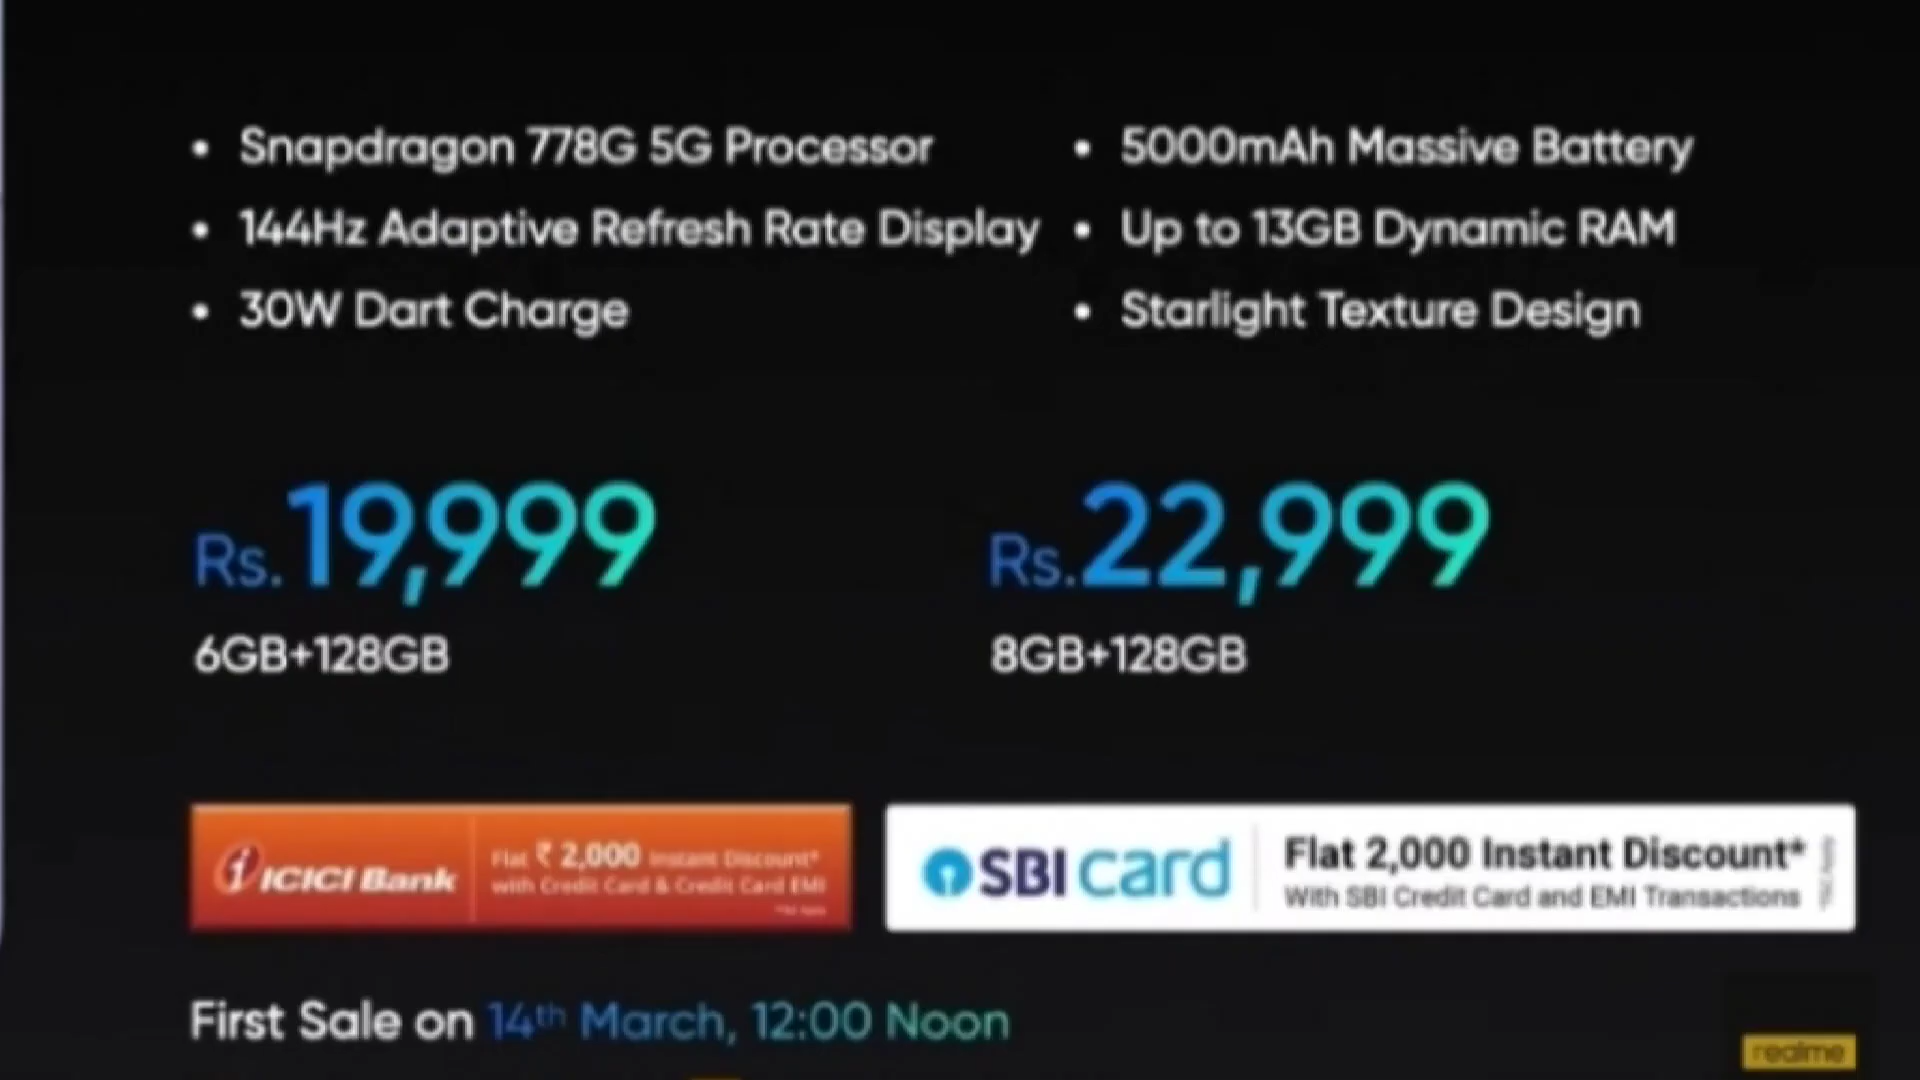 • Snapdragon 778G 5G Processor
• 144Hz Adaptive Refresh Rate Display
• 30W Dart Charge
• 5000mAh Massive Battery
• Up to 13GB Dynamic RAM
• Starlight Texture Design
Rs.19,999
6GB+128GB
Rs.22,999
8GB+128GB
ICICI Bank
Flat ₹ 2,000 Instant Discount*
with Credit Card & Credit Card EMI
SBI card
Flat 2,000 Instant Discount*
With SBI Credit Card and EMI Transactions
First Sale on 14th March, 12:00 Noon
realme